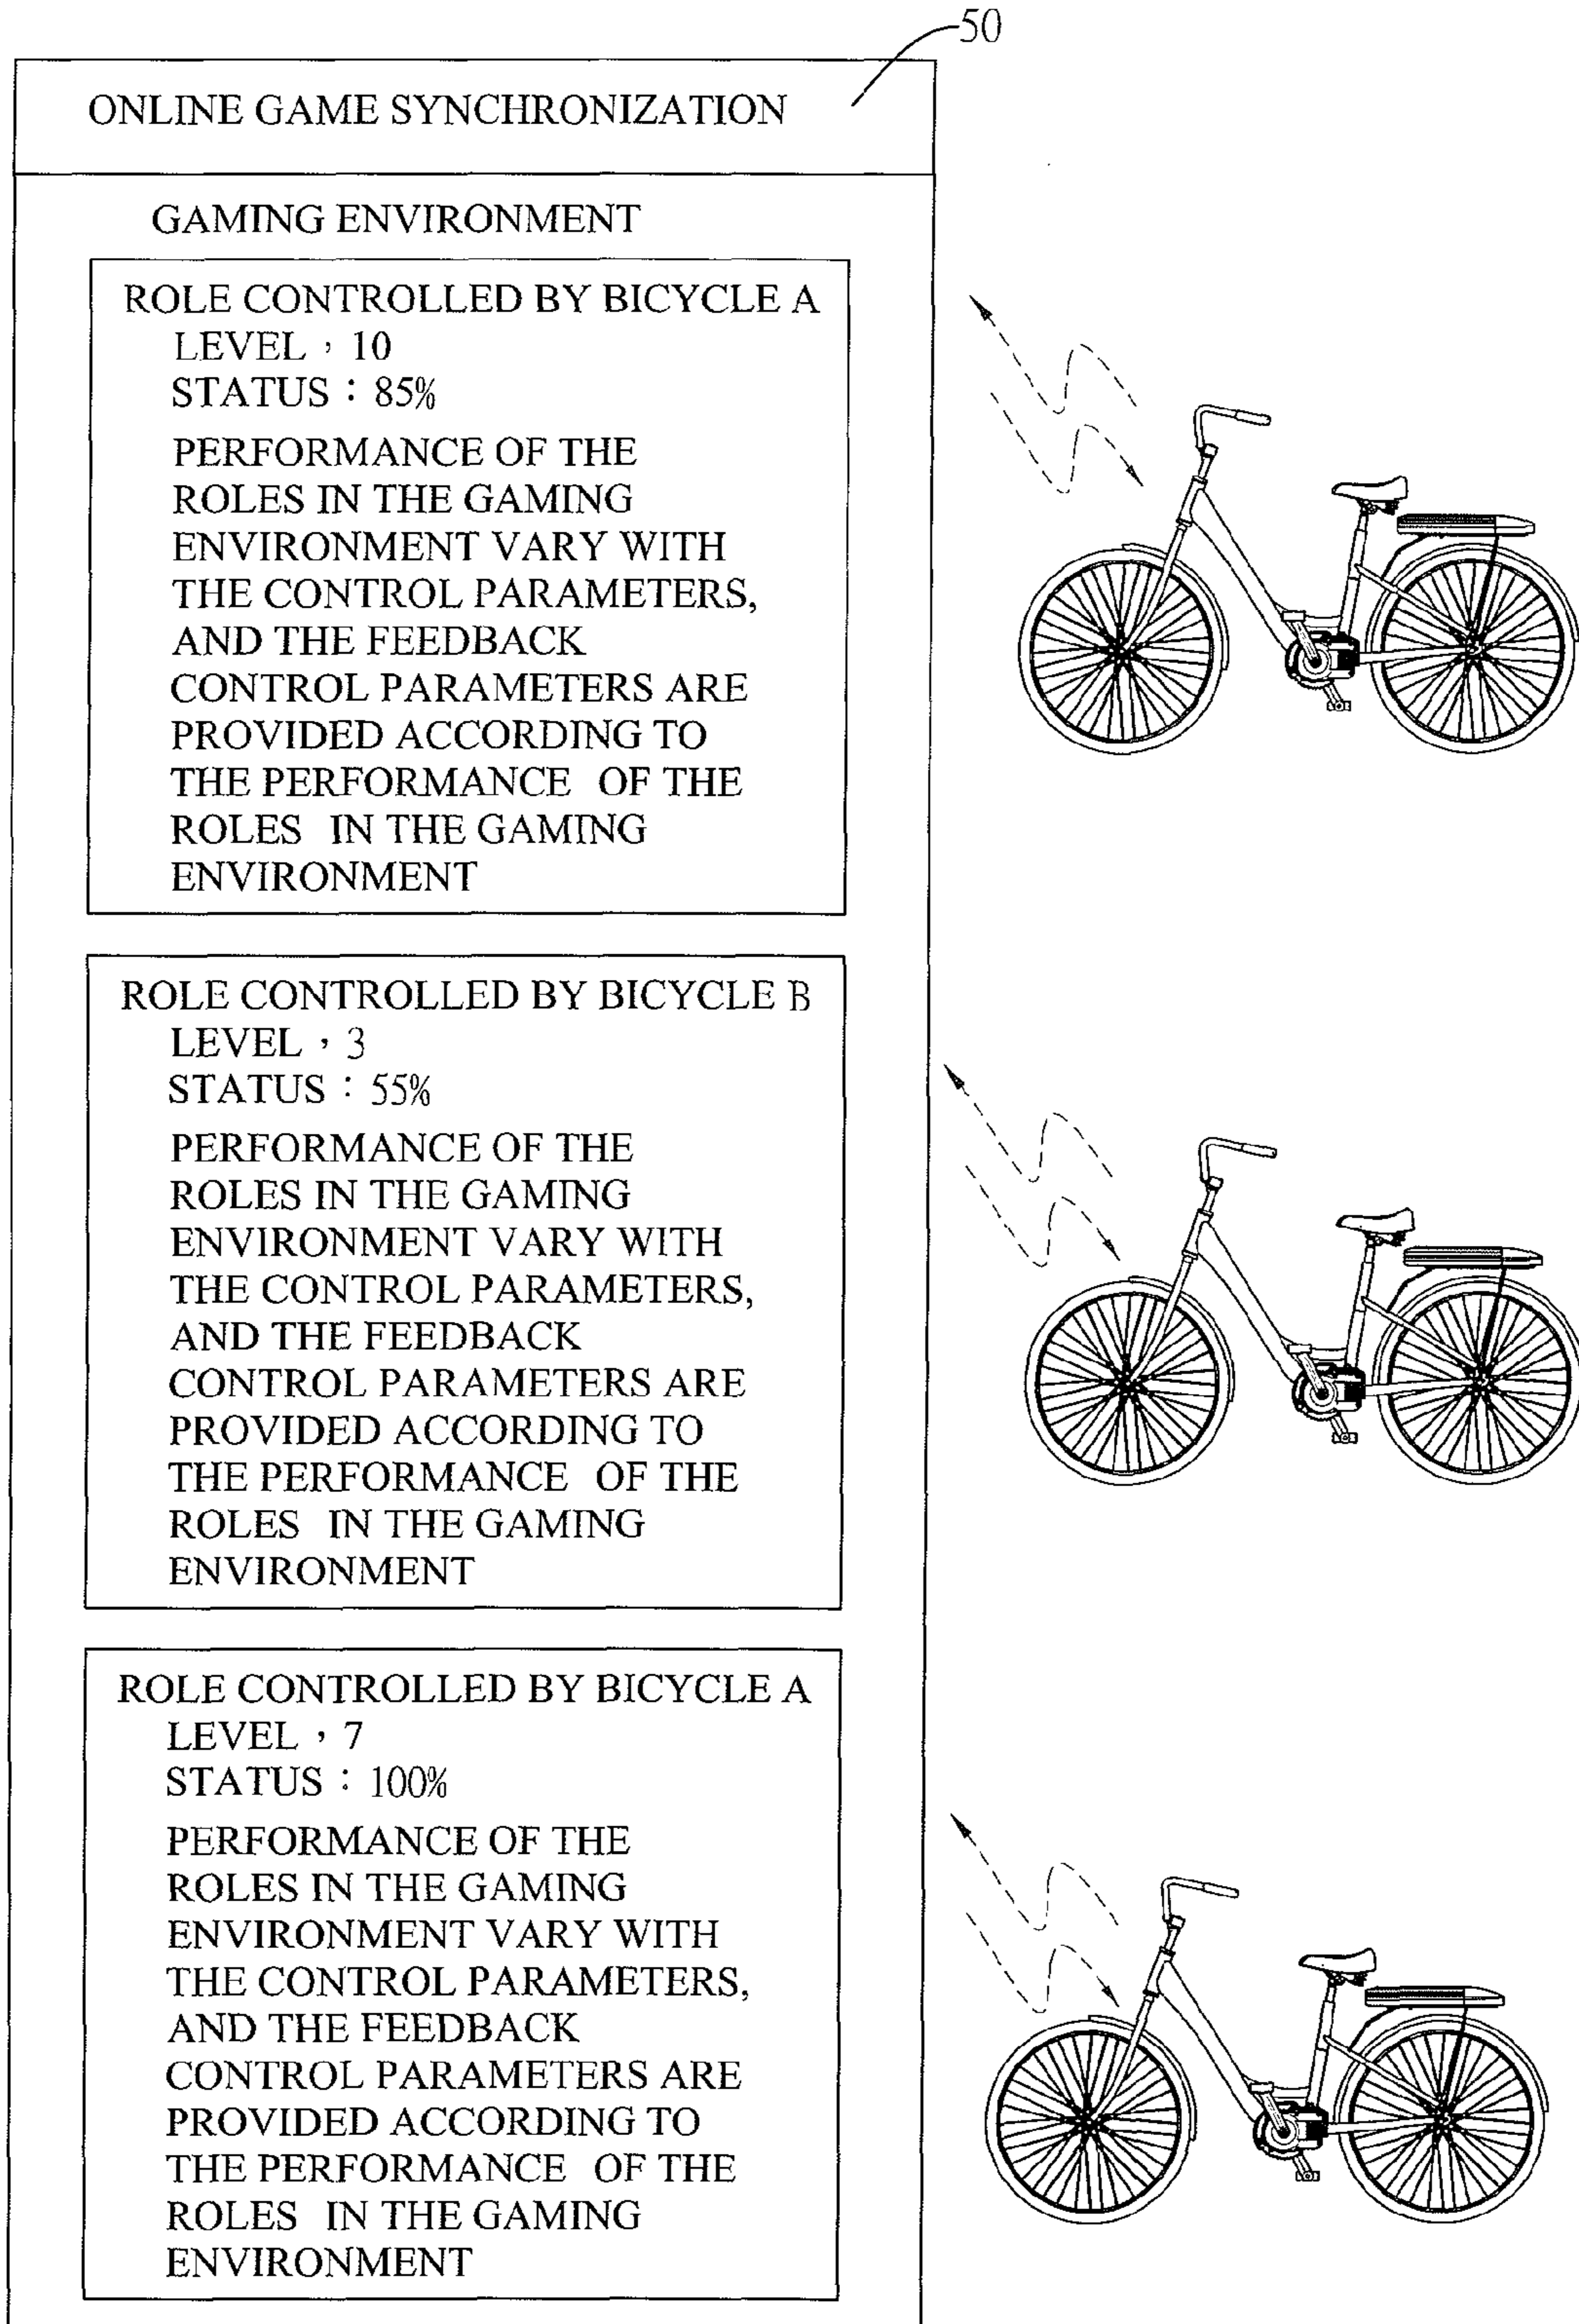 50
ONLINE GAME SYNCHRONIZATION
GAMING ENVIRONMENT
ROLE CONTROLLED BY BICYCLE A
LEVEL，10
STATUS：85%
PERFORMANCE OF THE
ROLES IN THE GAMING
ENVIRONMENT VARY WITH
THE CONTROL PARAMETERS,
AND THE FEEDBACK
CONTROL PARAMETERS ARE
PROVIDED ACCORDING TO
THE PERFORMANCE OF THE
ROLES IN THE GAMING
ENVIRONMENT
ROLE CONTROLLED BY BICYCLE B
LEVEL，3
STATUS：55%
PERFORMANCE OF THE
ROLES IN THE GAMING
ENVIRONMENT VARY WITH
THE CONTROL PARAMETERS,
AND THE FEEDBACK
CONTROL PARAMETERS ARE
PROVIDED ACCORDING TO
THE PERFORMANCE OF THE
ROLES IN THE GAMING
ENVIRONMENT
ROLE CONTROLLED BY BICYCLE A
LEVEL，7
STATUS：100%
PERFORMANCE OF THE
ROLES IN THE GAMING
ENVIRONMENT VARY WITH
THE CONTROL PARAMETERS,
AND THE FEEDBACK
CONTROL PARAMETERS ARE
PROVIDED ACCORDING TO
THE PERFORMANCE OF THE
ROLES IN THE GAMING
ENVIRONMENT